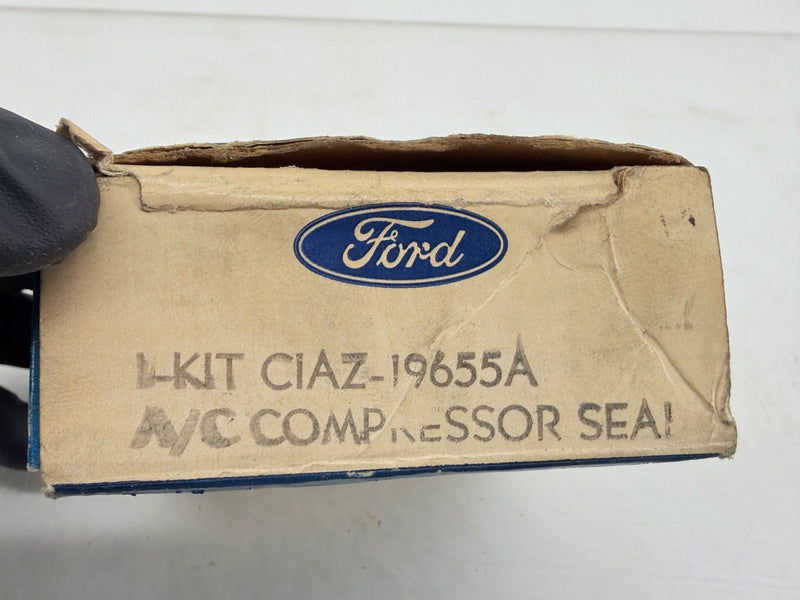 Ford
1-KIT C1AZ-19655A
A/C COMPRESSOR SEAL